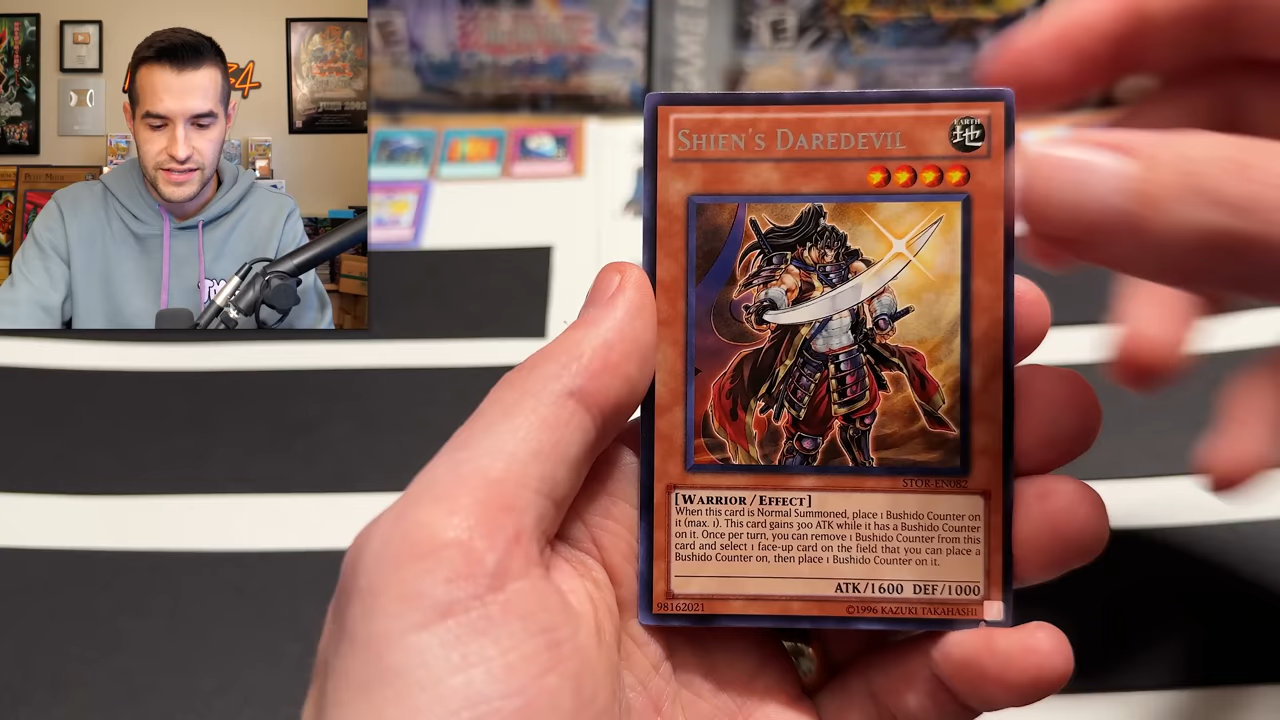 SHIEN'S DAREDEVIL
EARTH
地
STOR-EN082
[WARRIOR / EFFECT]
When this card is Normal Summoned, place 1 Bushido Counter on
it (max. 1). This card gains 300 ATK while it has a Bushido Counter
on it. Once per turn, you can remove 1 Bushido Counter from this
card and select 1 face-up card on the field that you can place a
Bushido Counter on, then place 1 Bushido Counter on it.
ATK/1600 DEF/1000
98162021
©1996 KAZUKI TAKAHASHI